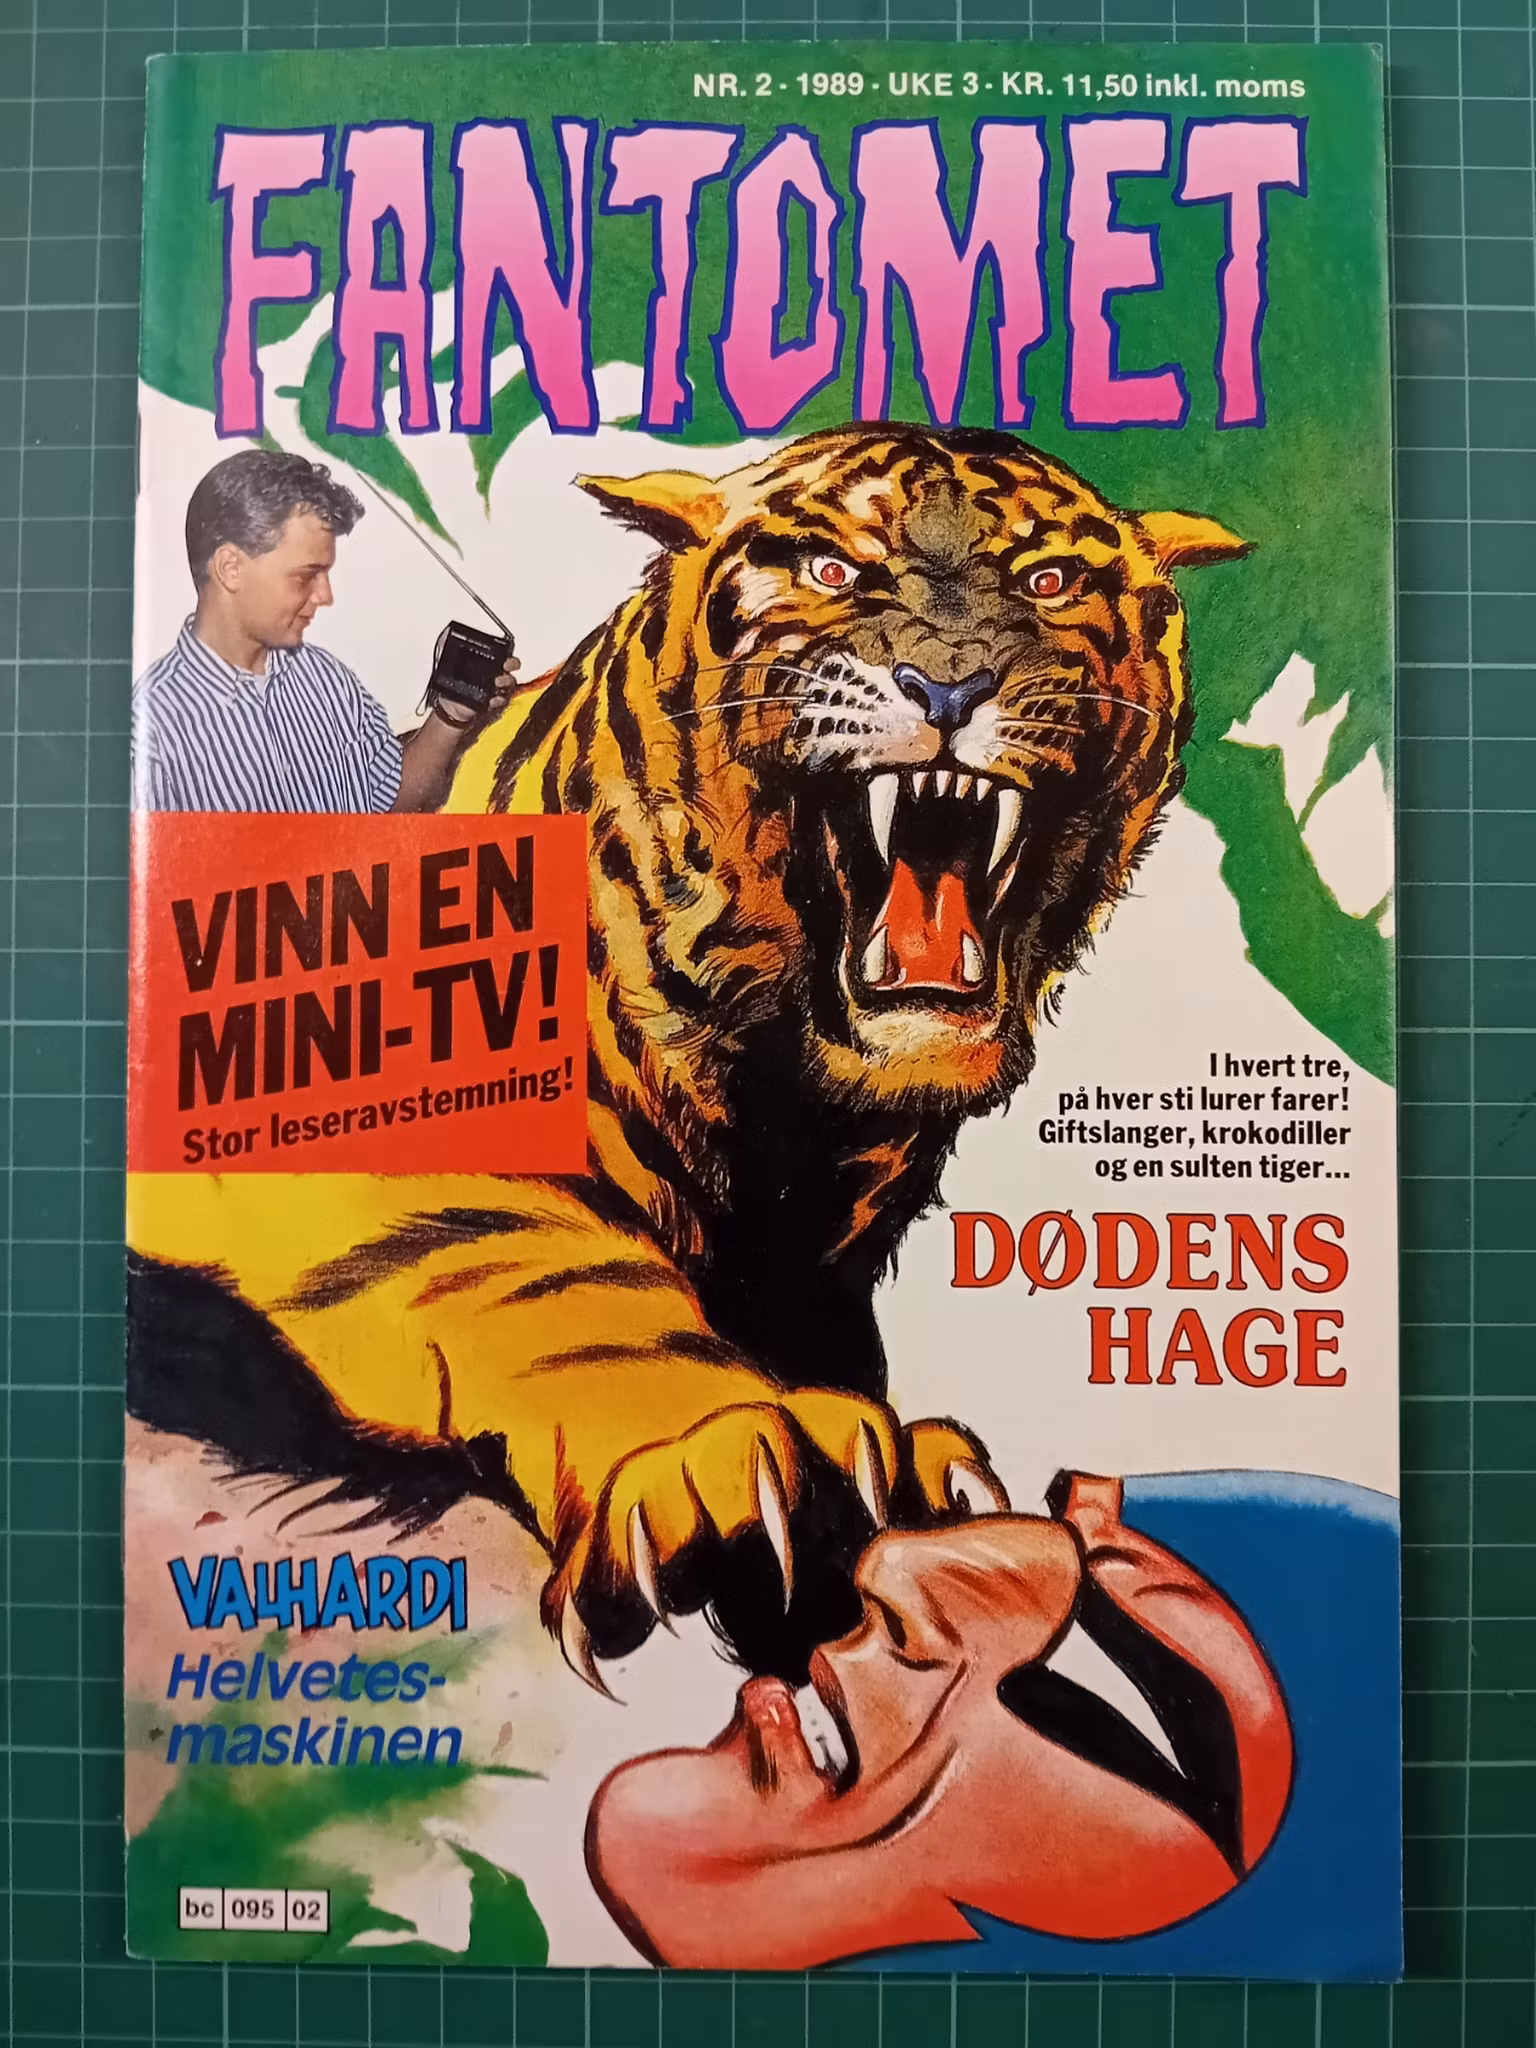 NR. 2 · 1989 · UKE 3 · KR. 11,50 inkl. moms
FANTOMET
VINN EN
MINI-TV!
Stor leseravstemning!
I hvert tre,
på hver sti lurer farer!
Giftslanger, krokodiller
og en sulten tiger...
DØDENS
HAGE
VALHARDI
Helvetes-
maskinen
bc 095 02